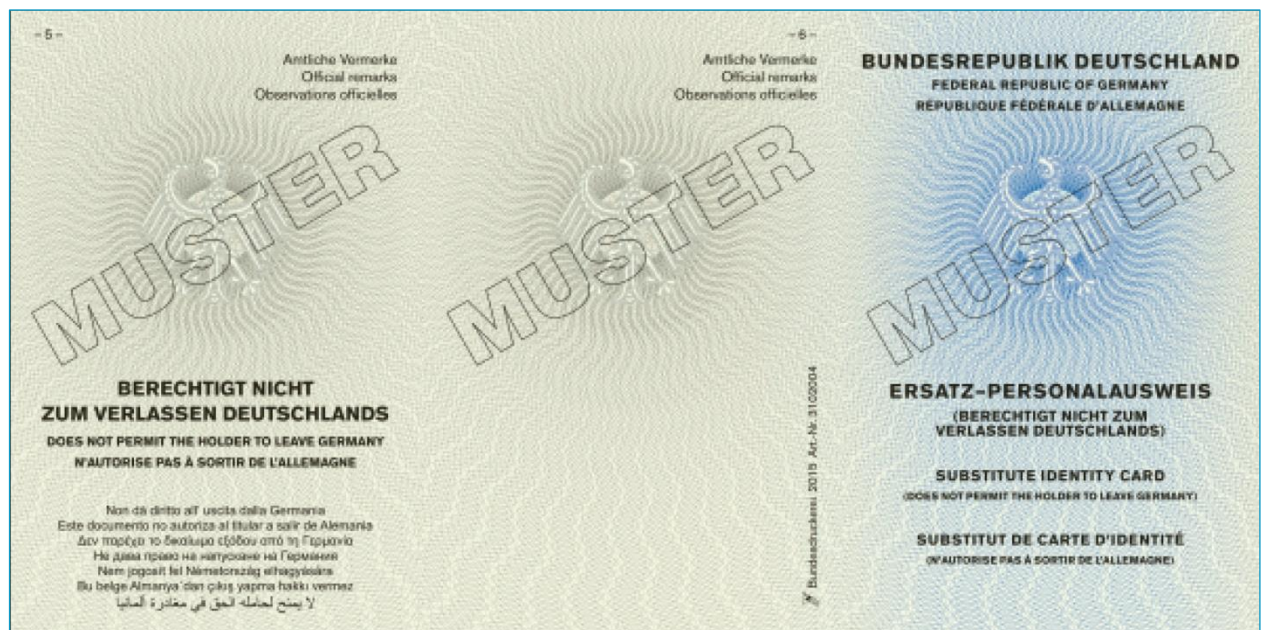 – 5 –
Amtliche Vermerke
Official remarks
Observations officielles
MUSTER
BERECHTIGT NICHT
ZUM VERLASSEN DEUTSCHLANDS
DOES NOT PERMIT THE HOLDER TO LEAVE GERMANY
N'AUTORISE PAS À SORTIR DE L'ALLEMAGNE
Non dà diritto all' uscita dalla Germania
Este documento no autoriza al titular a salir de Alemania
Δεν παρέχει το δικαίωμα εξόδου από τη Γερμανία
Не дава право на напускане на Германия
Nem jogosít fel Németország elhagyására
Bu belge Almanya'dan çıkış yapma hakkı vermez
لا يمنح لحامله الحق في مغادرة ألمانيا
– 6 –
Amtliche Vermerke
Official remarks
Observations officielles
MUSTER
Bundesdruckerei 2015 Art.-Nr. 3102004
BUNDESREPUBLIK DEUTSCHLAND
FEDERAL REPUBLIC OF GERMANY
RÉPUBLIQUE FÉDÉRALE D'ALLEMAGNE
MUSTER
ERSATZ-PERSONALAUSWEIS
(BERECHTIGT NICHT ZUM
VERLASSEN DEUTSCHLANDS)
SUBSTITUTE IDENTITY CARD
(DOES NOT PERMIT THE HOLDER TO LEAVE GERMANY)
SUBSTITUT DE CARTE D'IDENTITÉ
(N'AUTORISE PAS À SORTIR DE L'ALLEMAGNE)